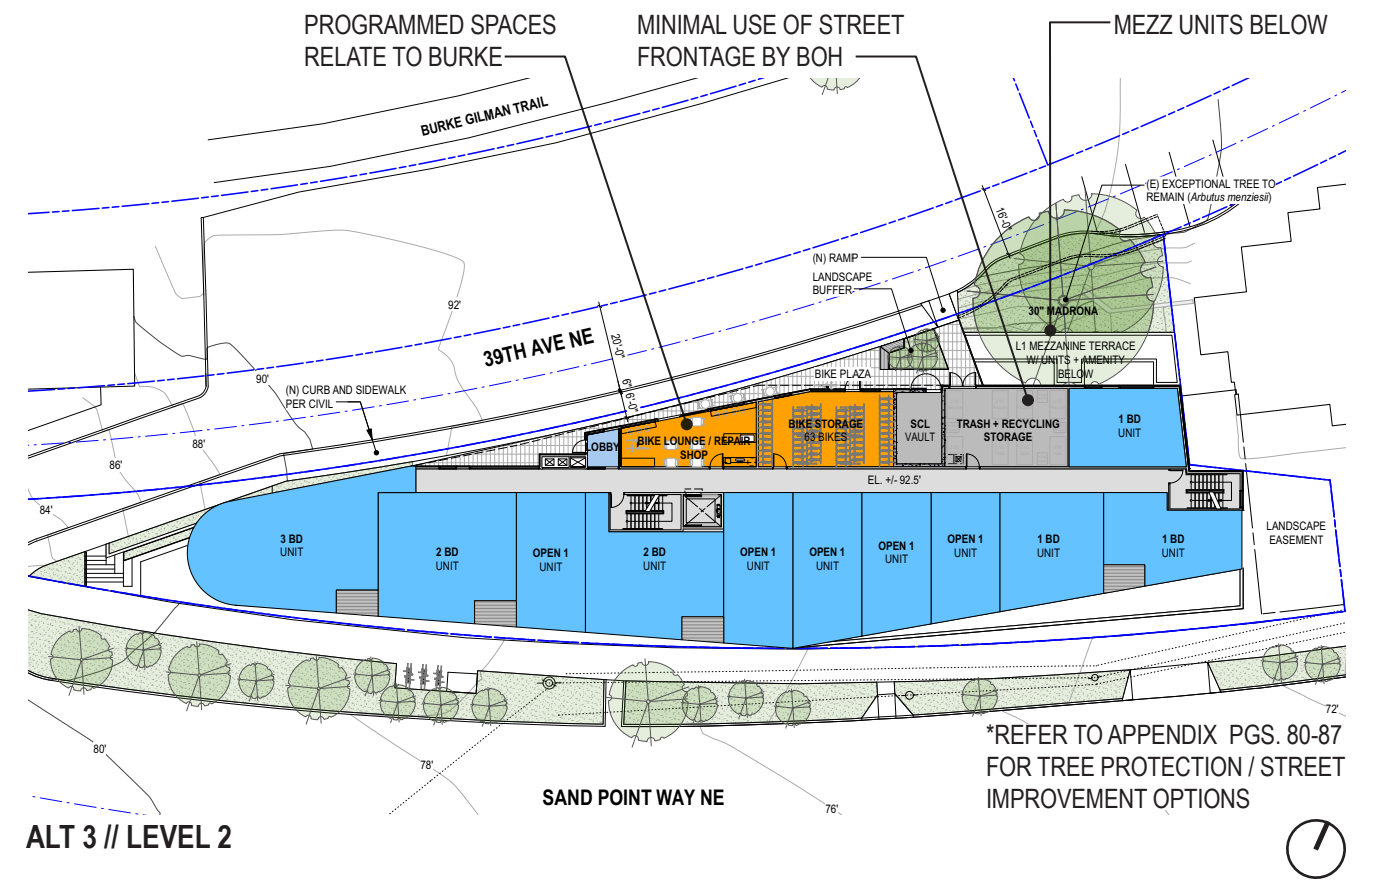 PROGRAMMED SPACES
RELATE TO BURKE
MINIMAL USE OF STREET
FRONTAGE BY BOH
MEZZ UNITS BELOW
BURKE GILMAN TRAIL
(E) EXCEPTIONAL TREE TO
REMAIN (Arbutus menziesii)
16'-0"
(N) RAMP
LANDSCAPE
BUFFER
30" MADRONA
92'
39TH AVE NE
20'-0"
6"
6'-0"
L1 MEZZANINE TERRACE
W/ UNITS + AMENITY
BELOW
BIKE PLAZA
90'
(N) CURB AND SIDEWALK
PER CIVIL
88'
86'
84'
LOBBY
BIKE LOUNGE / REPAIR
SHOP
BIKE STORAGE
63 BIKES
SCL
VAULT
TRASH + RECYCLING
STORAGE
1 BD
UNIT
EL. +/- 92.5'
3 BD
UNIT
2 BD
UNIT
OPEN 1
UNIT
2 BD
UNIT
OPEN 1
UNIT
OPEN 1
UNIT
OPEN 1
UNIT
OPEN 1
UNIT
1 BD
UNIT
1 BD
UNIT
LANDSCAPE
EASEMENT
72'
80'
78'
76'
SAND POINT WAY NE
*REFER TO APPENDIX PGS. 80-87
FOR TREE PROTECTION / STREET
IMPROVEMENT OPTIONS
ALT 3 // LEVEL 2